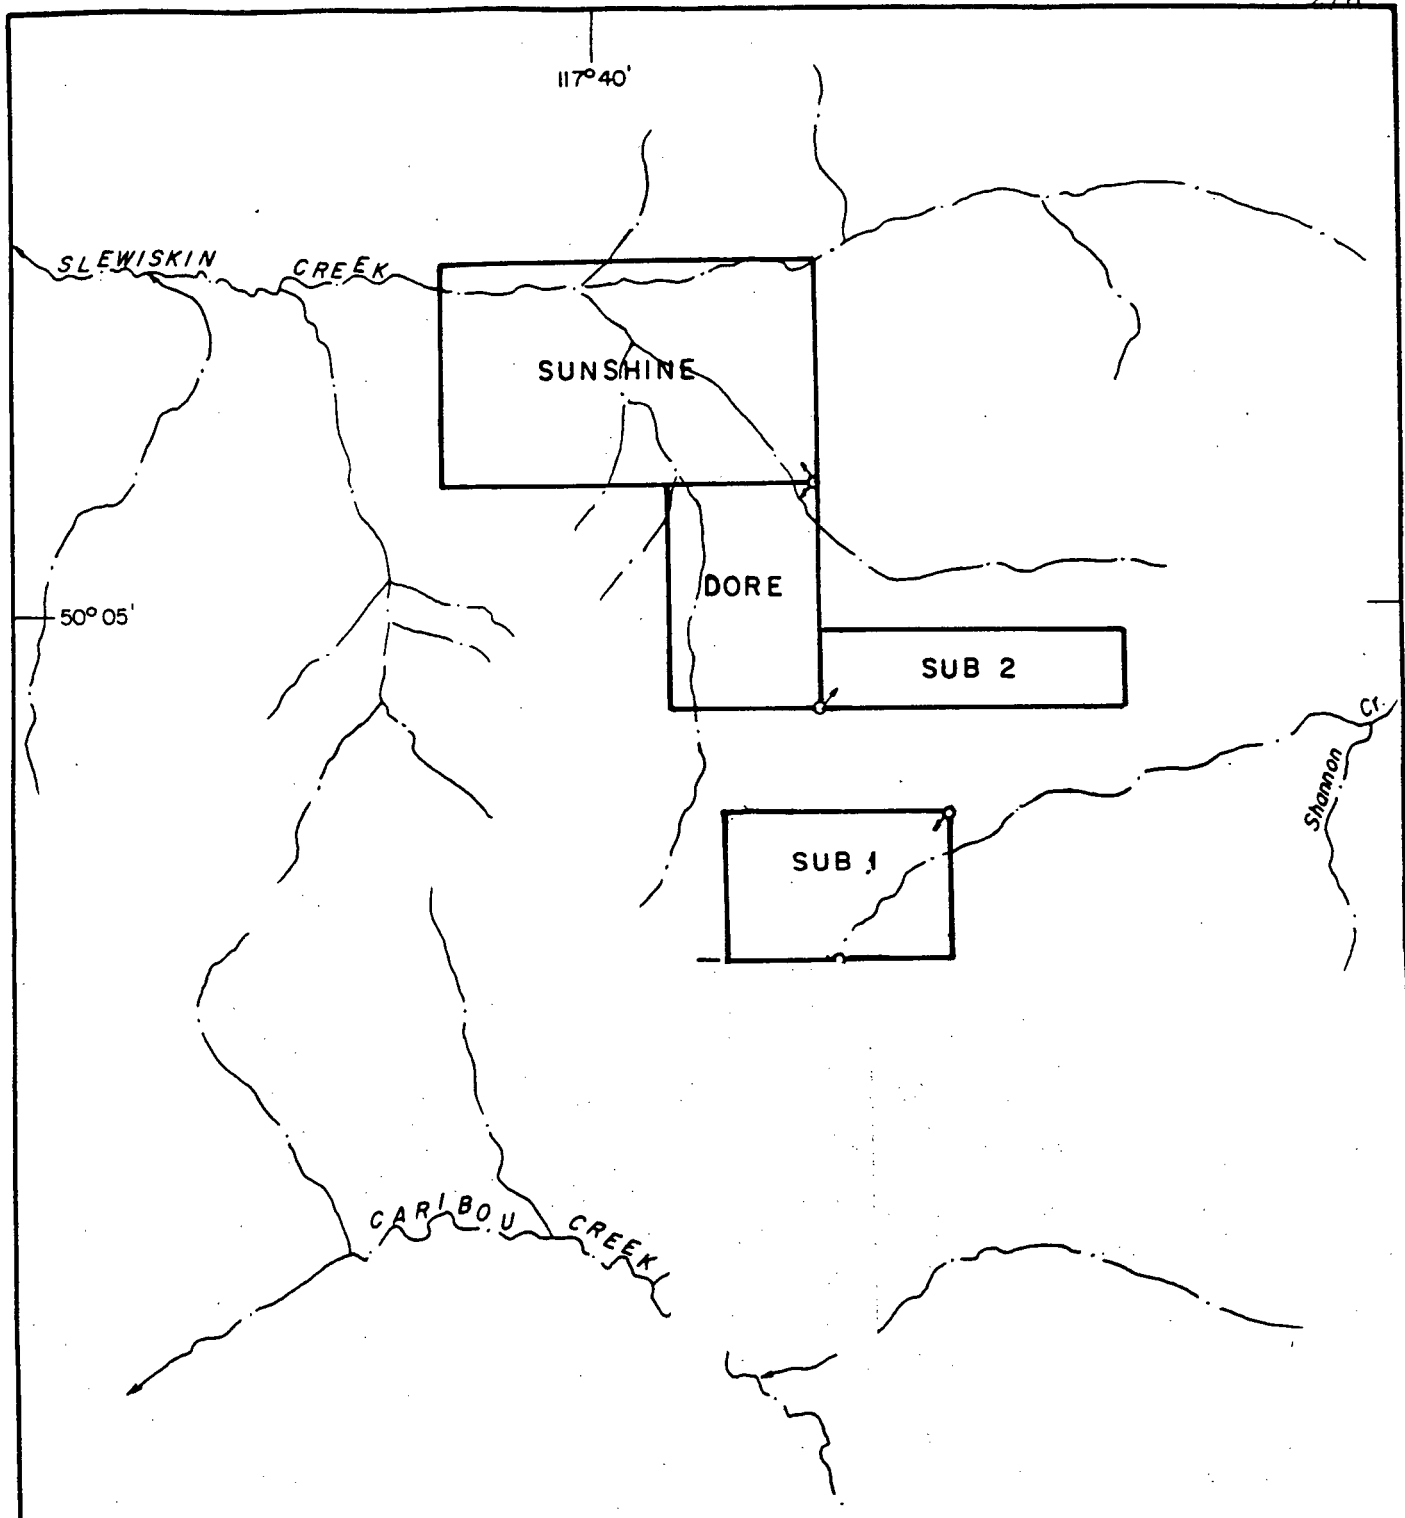 117° 40'
SLEWISKIN CREEK
SUNSHINE
DORE
50° 05'
SUB 2
Cr.
Shannon
SUB 1
CARIBOU CREEK